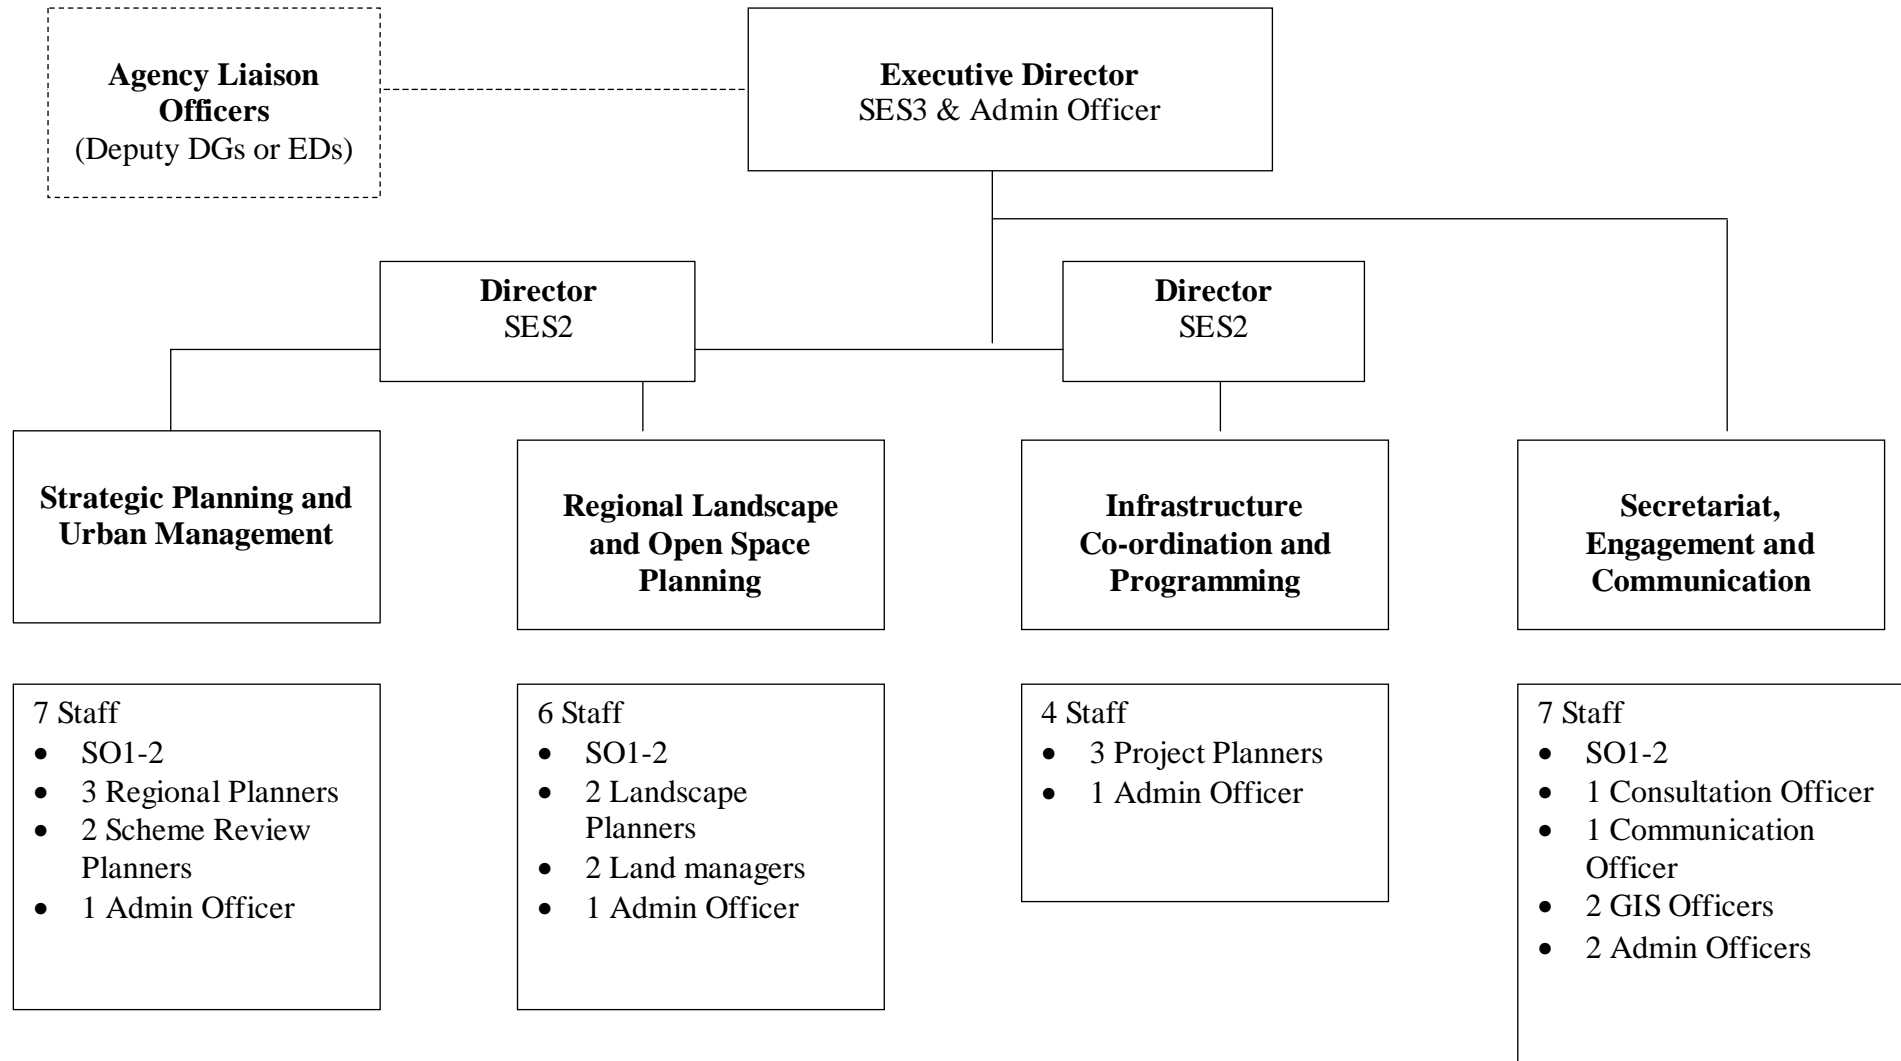 Agency Liaison
Officers
(Deputy DGs or EDs)
Executive Director
SES3 & Admin Officer
Director
SES2
Director
SES2
Strategic Planning and
Urban Management
Regional Landscape
and Open Space
Planning
Infrastructure
Co-ordination and
Programming
Secretariat,
Engagement and
Communication
7 Staff
• SO1-2
• 3 Regional Planners
• 2 Scheme Review
Planners
• 1 Admin Officer
6 Staff
• SO1-2
• 2 Landscape
Planners
• 2 Land managers
• 1 Admin Officer
4 Staff
• 3 Project Planners
• 1 Admin Officer
7 Staff
• SO1-2
• 1 Consultation Officer
• 1 Communication
Officer
• 2 GIS Officers
• 2 Admin Officers